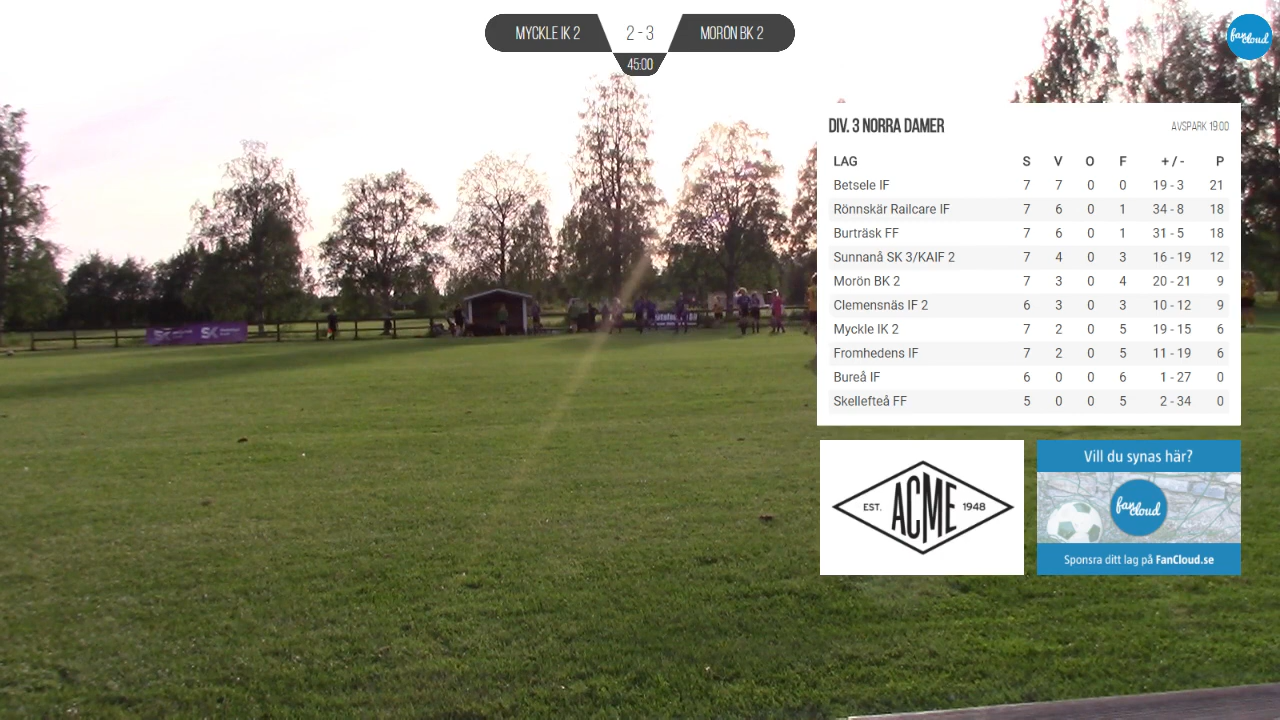 MYCKLE IK 2 2 - 3 MORÖN BK 2
45:00
fancloud
DIV. 3 NORRA DAMER AVSPARK 19:00
LAG S V O F + / - P
Betsele IF 7 7 0 0 19 - 3 21
Rönnskär Railcare IF 7 6 0 1 34 - 8 18
Burträsk FF 7 6 0 1 31 - 5 18
Sunnanå SK 3/KAIF 2 7 4 0 3 16 - 19 12
Morön BK 2 7 3 0 4 20 - 21 9
Clemensnäs IF 2 6 3 0 3 10 - 12 9
Myckle IK 2 7 2 0 5 19 - 15 6
Fromhedens IF 7 2 0 5 11 - 19 6
Bureå IF 6 0 0 6 1 - 27 0
Skellefteå FF 5 0 0 5 2 - 34 0
SK
SK
EST. ACME 1948
Vill du synas här?
fancloud
Sponsra ditt lag på FanCloud.se